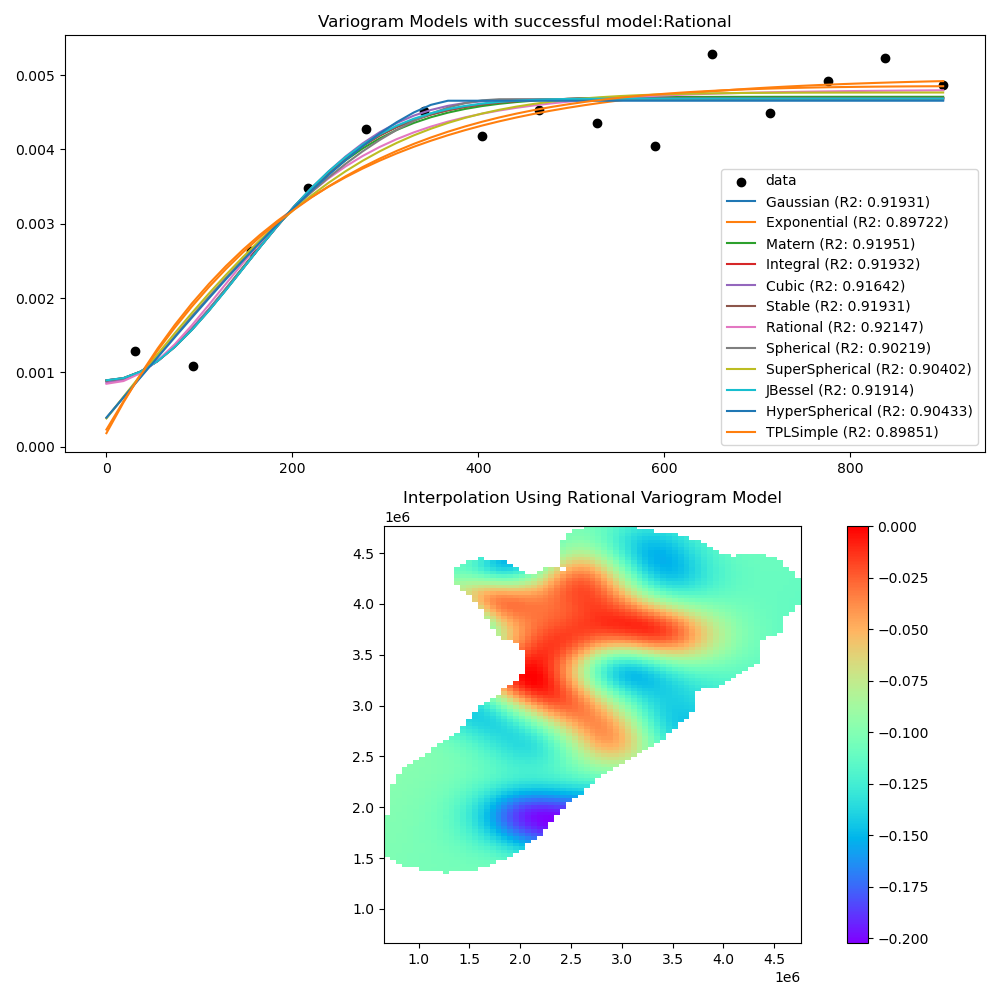 Variogram Models with successful model:Rational
0.005
0.004
0.003
0.002
0.001
0.000
data
Gaussian (R2: 0.91931)
Exponential (R2: 0.89722)
Matern (R2: 0.91951)
Integral (R2: 0.91932)
Cubic (R2: 0.91642)
Stable (R2: 0.91931)
Rational (R2: 0.92147)
Spherical (R2: 0.90219)
SuperSpherical (R2: 0.90402)
JBessel (R2: 0.91914)
HyperSpherical (R2: 0.90433)
TPLSimple (R2: 0.89851)
0 200 400 600 800
Interpolation Using Rational Variogram Model
1e6
4.5
4.0
3.5
3.0
2.5
2.0
1.5
1.0
1.0 1.5 2.0 2.5 3.0 3.5 4.0 4.5
1e6
0.000
−0.025
−0.050
−0.075
−0.100
−0.125
−0.150
−0.175
−0.200